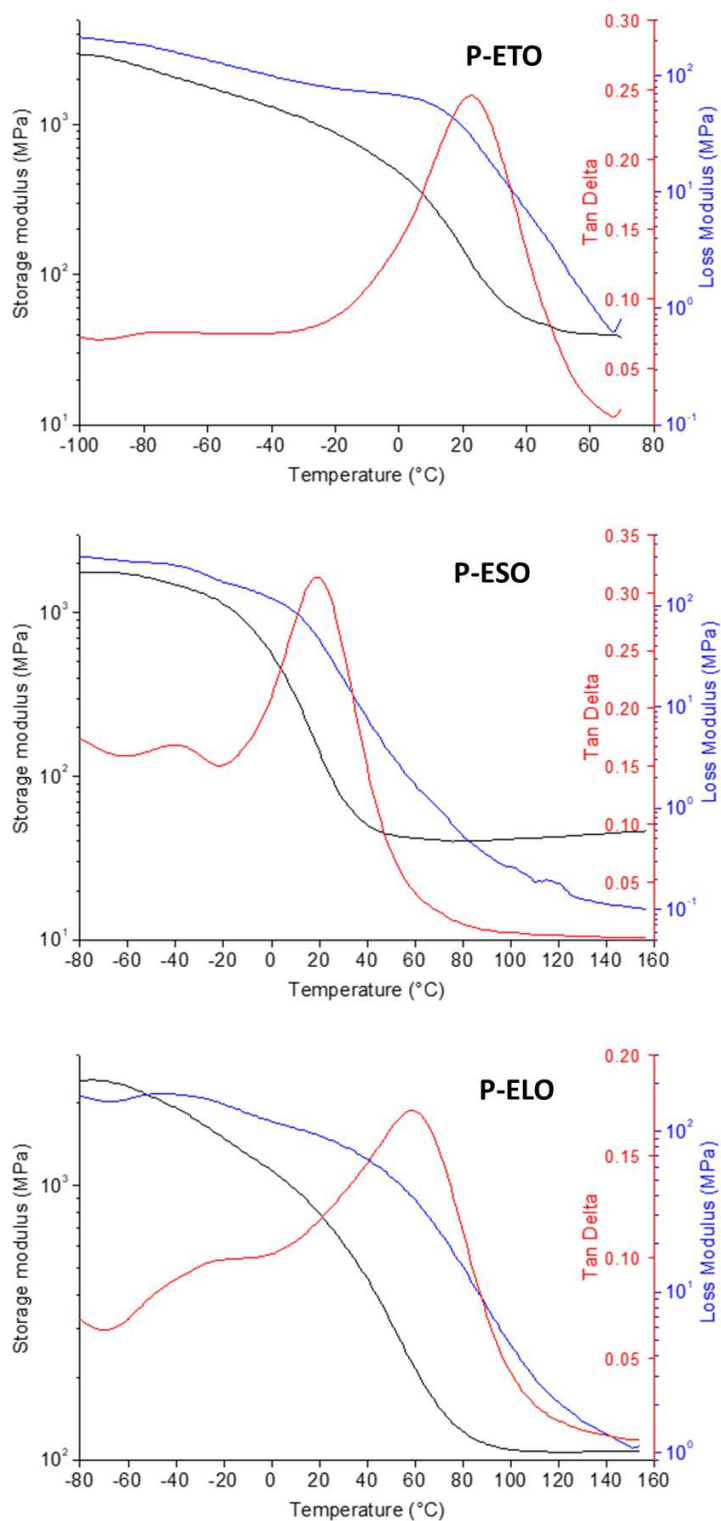 P-ETO
Storage modulus (MPa)
10³
10²
10¹
-100 -80 -60 -40 -20 0 20 40 60 80
Temperature (°C)
0.30
0.25
0.20
0.15
0.10
0.05
Tan Delta
10²
10¹
10⁰
10⁻¹
Loss Modulus (MPa)
P-ESO
Storage modulus (MPa)
10³
10²
10¹
-80 -60 -40 -20 0 20 40 60 80 100 120 140 160
Temperature (°C)
0.35
0.30
0.25
0.20
0.15
0.10
0.05
Tan Delta
10²
10¹
10⁰
10⁻¹
Loss Modulus (MPa)
P-ELO
Storage modulus (MPa)
10³
10²
-80 -60 -40 -20 0 20 40 60 80 100 120 140 160
Temperature (°C)
0.20
0.15
0.10
0.05
Tan Delta
10²
10¹
10⁰
Loss Modulus (MPa)